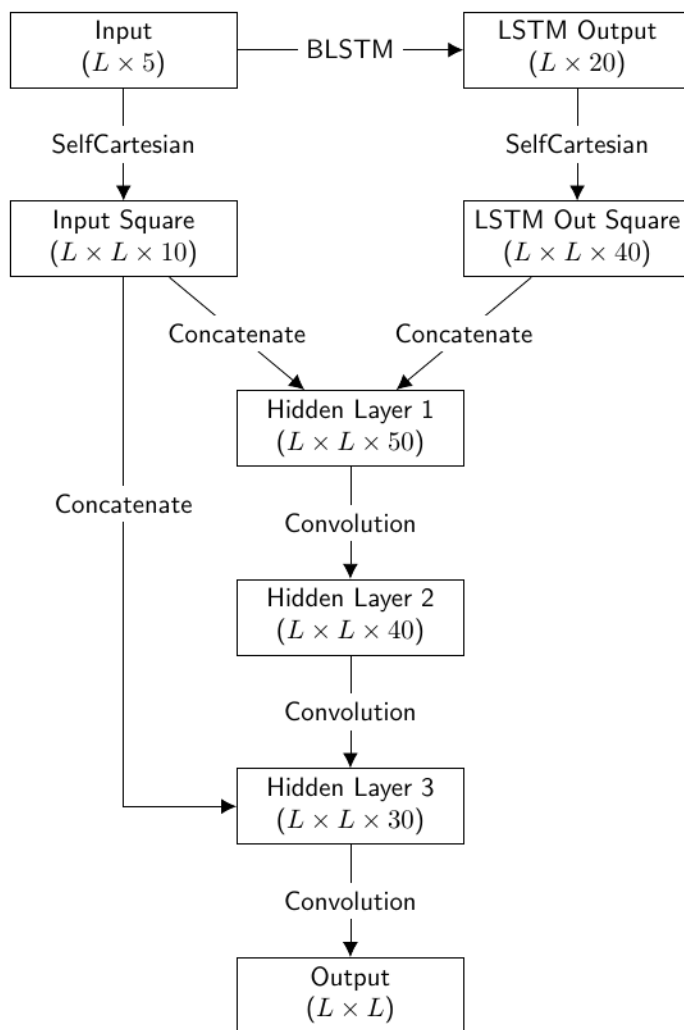 Input
(L × 5)
BLSTM
LSTM Output
(L × 20)
SelfCartesian
SelfCartesian
Input Square
(L × L × 10)
LSTM Out Square
(L × L × 40)
Concatenate
Concatenate
Hidden Layer 1
(L × L × 50)
Concatenate
Convolution
Hidden Layer 2
(L × L × 40)
Convolution
Hidden Layer 3
(L × L × 30)
Convolution
Output
(L × L)